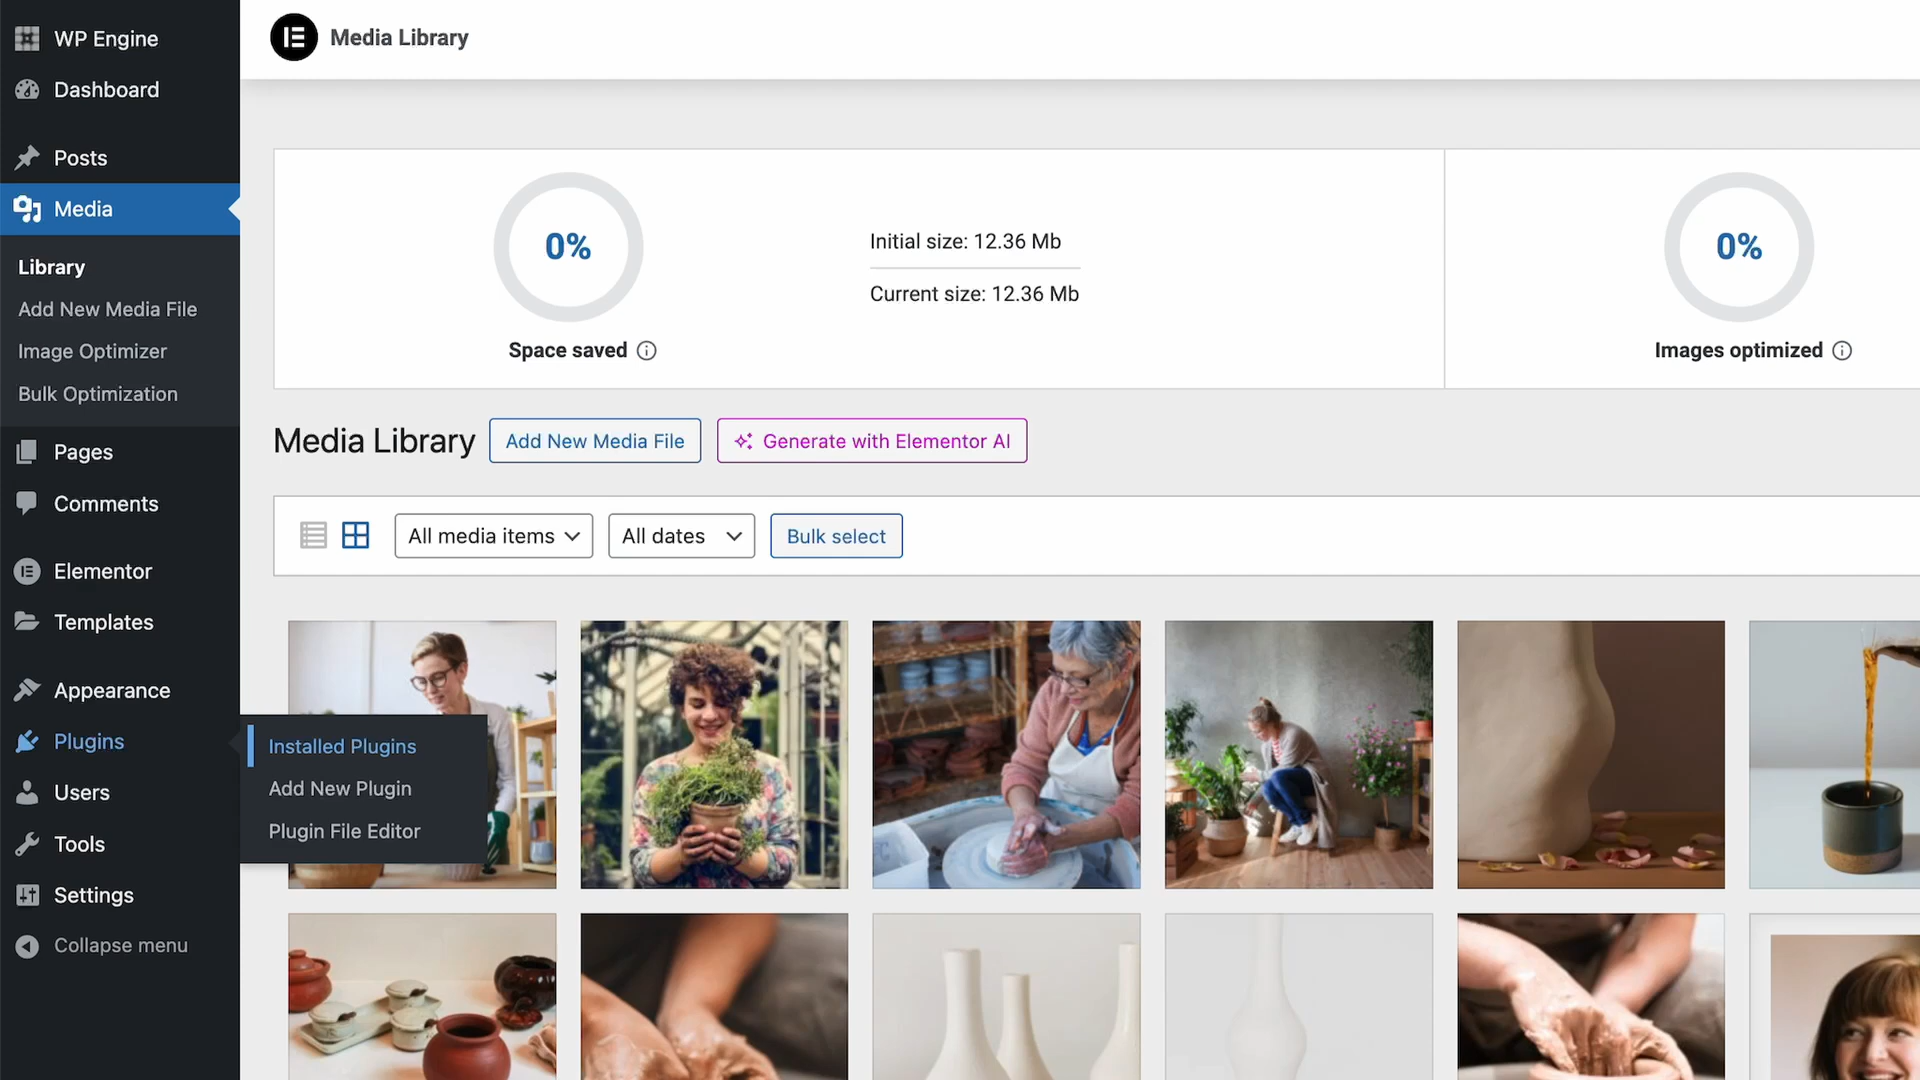 WP Engine
Dashboard
Posts
Media
Library
Add New Media File
Image Optimizer
Bulk Optimization
Pages
Comments
Elementor
Templates
Appearance
Plugins
Installed Plugins
Add New Plugin
Plugin File Editor
Users
Tools
Settings
Collapse menu
Media Library
0%
Space saved
Initial size: 12.36 Mb
Current size: 12.36 Mb
0%
Images optimized
Media Library
Add New Media File
Generate with Elementor AI
All media items
All dates
Bulk select